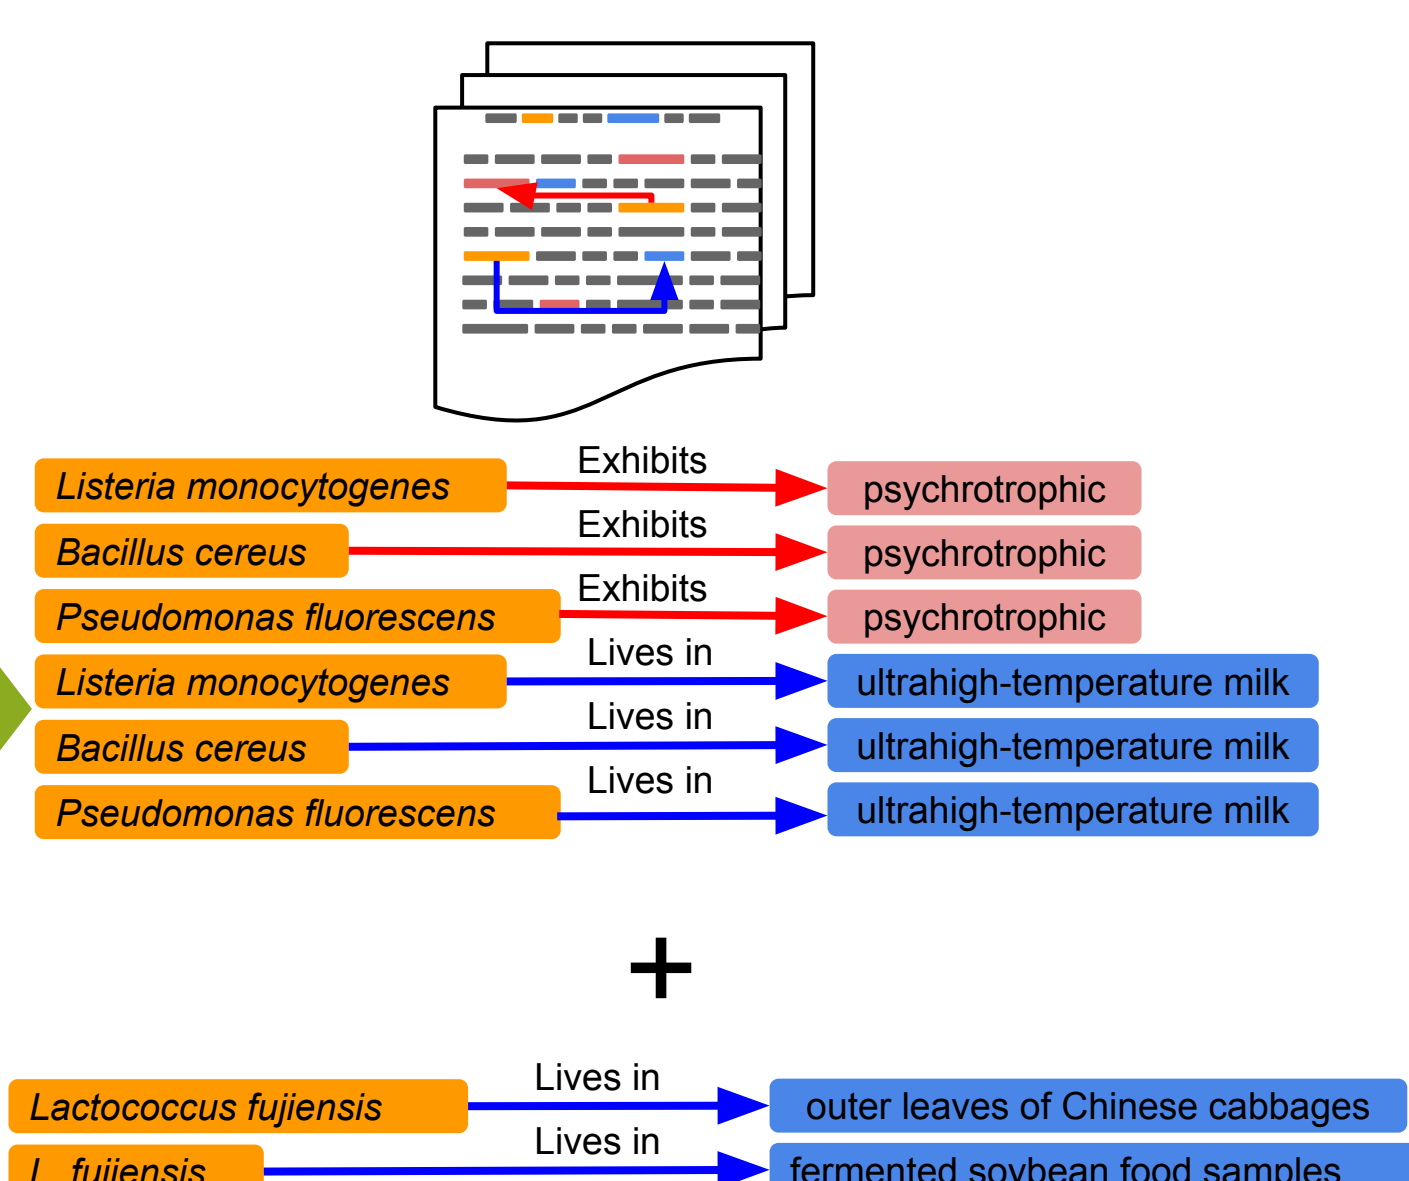 Listeria monocytogenes Exhibits psychrotrophic
Bacillus cereus Exhibits psychrotrophic
Pseudomonas fluorescens Exhibits psychrotrophic
Listeria monocytogenes Lives in ultrahigh-temperature milk
Bacillus cereus Lives in ultrahigh-temperature milk
Pseudomonas fluorescens Lives in ultrahigh-temperature milk
+
Lactococcus fujiensis Lives in outer leaves of Chinese cabbages
L. fujiensis Lives in fermented soybean food samples